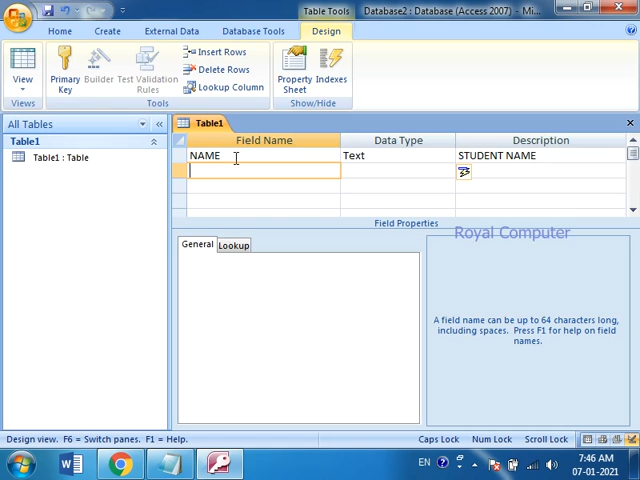 Table Tools
Database2 : Database (Access 2007) - Mi...
Home
Create
External Data
Database Tools
Design
View
Primary Key
Builder
Test Validation Rules
Insert Rows
Delete Rows
Lookup Column
Property Sheet
Indexes
Views
Tools
Show/Hide
All Tables
Table1
Table1
Table1 : Table
Field Name
Data Type
Description
NAME
Text
STUDENT NAME
Field Properties
Royal Computer
General
Lookup
A field name can be up to 64 characters long,
including spaces. Press F1 for help on field
names.
Design view. F6 = Switch panes. F1 = Help.
Caps Lock
Num Lock
Scroll Lock
EN
7:46 AM
07-01-2021